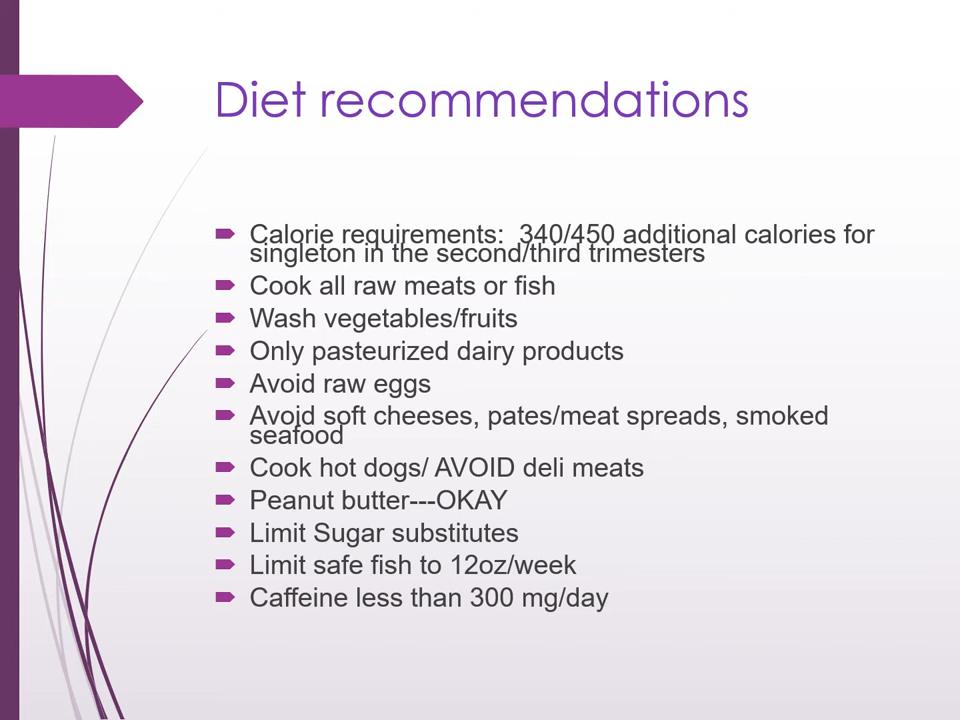 Diet recommendations
Calorie requirements:  340/450 additional calories for
singleton in the second/third trimesters
Cook all raw meats or fish
Wash vegetables/fruits
Only pasteurized dairy products
Avoid raw eggs
Avoid soft cheeses, pates/meat spreads, smoked
seafood
Cook hot dogs/ AVOID deli meats
Peanut butter---OKAY
Limit Sugar substitutes
Limit safe fish to 12oz/week
Caffeine less than 300 mg/day